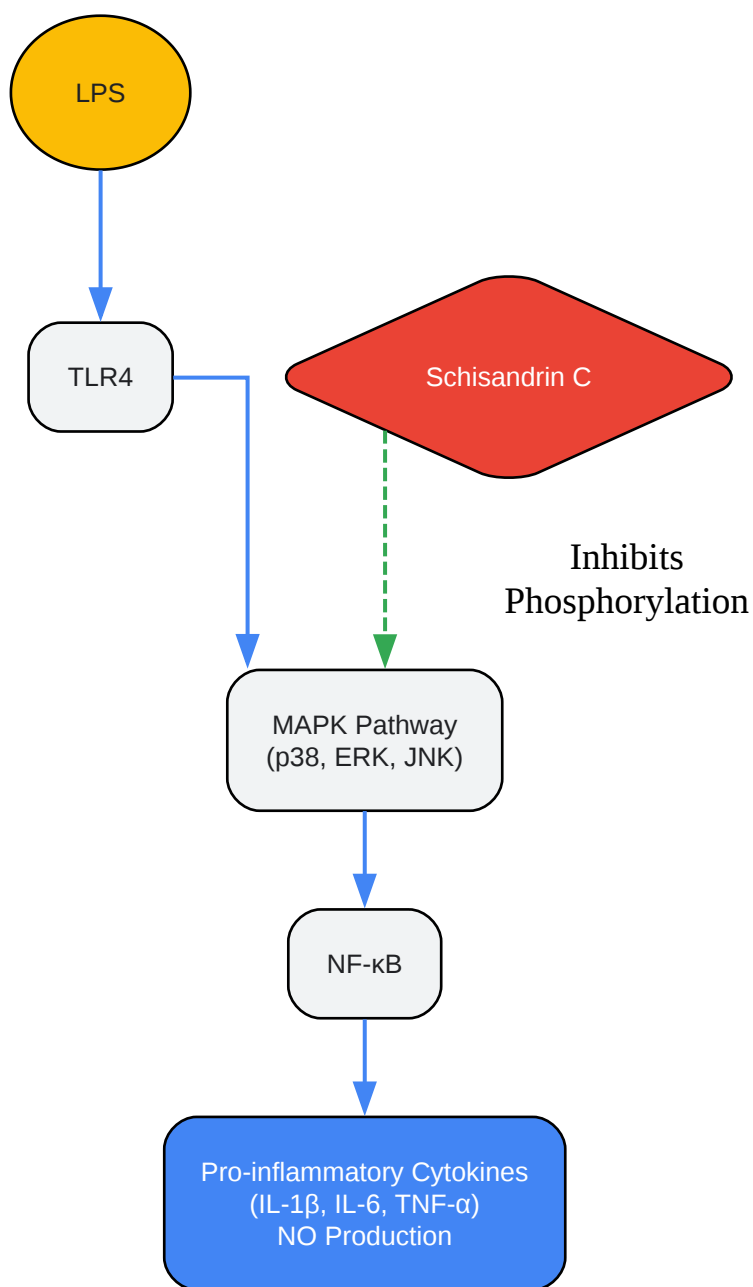 LPS
TLR4
Schisandrin C
Inhibits
Phosphorylation
MAPK Pathway
(p38, ERK, JNK)
NF-κB
Pro-inflammatory Cytokines
(IL-1β, IL-6, TNF-α)
NO Production